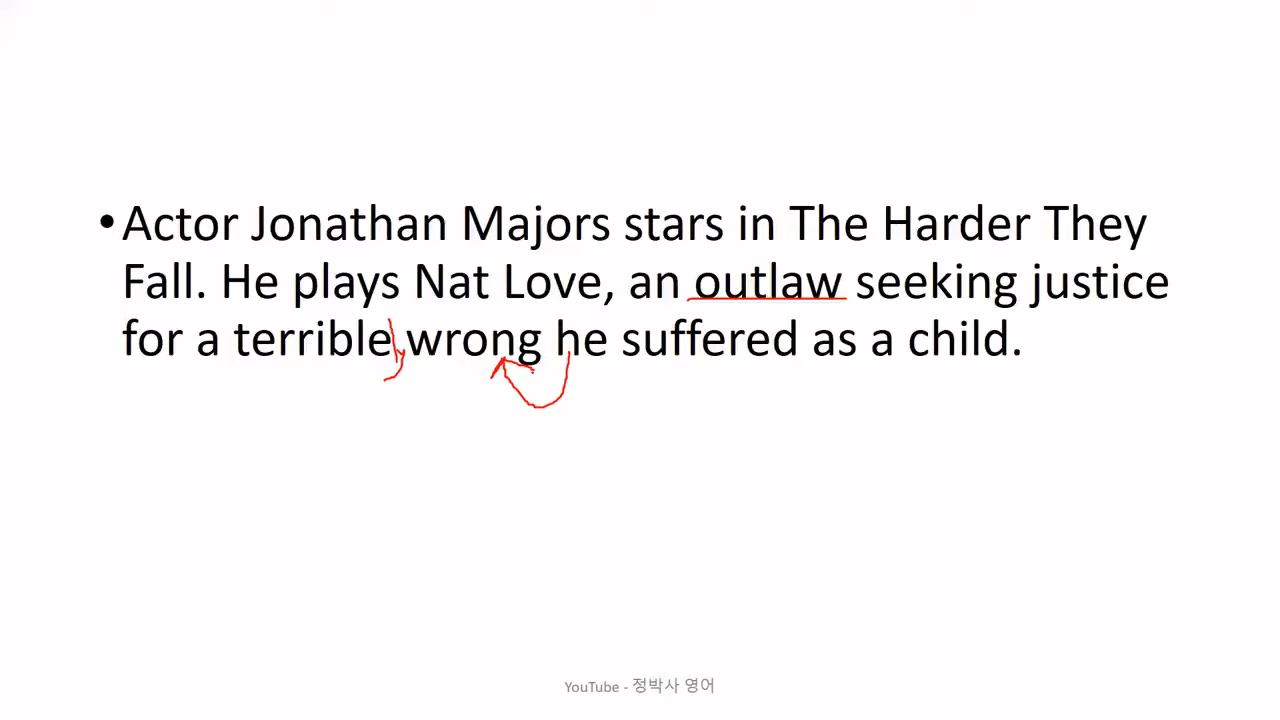 •Actor Jonathan Majors stars in The Harder They
Fall. He plays Nat Love, an outlaw seeking justice
for a terrible wrong he suffered as a child.
YouTube - 정박사 영어